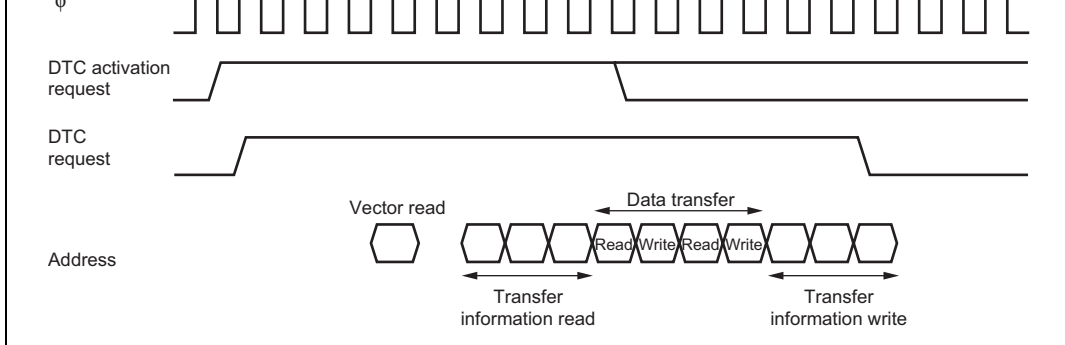 φ
DTC activation
request
DTC
request
Data transfer
Vector read
Read Write Read Write
Address
Transfer
information read
Transfer
information write